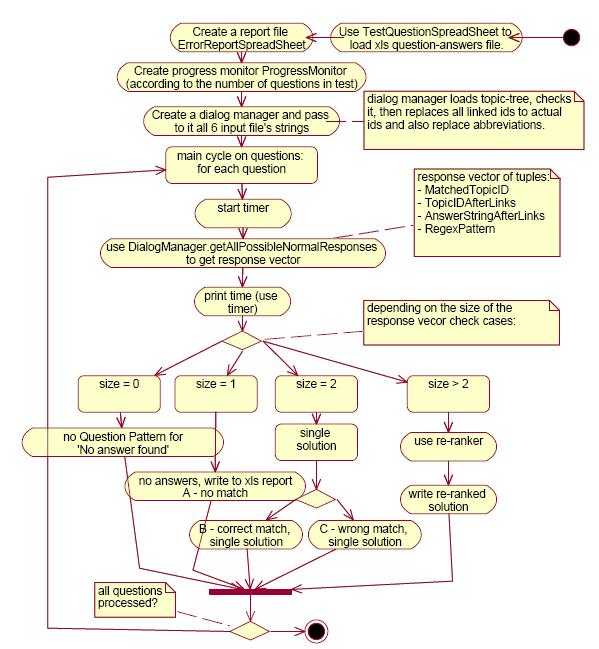 Create a report file
ErrorReportSpreadSheet
Use TestQuestionSpreadSheet to
load xls question-answers file.
Create progress monitor ProgressMonitor
(according to the number of questions in test)
Create a dialog manager and pass
to it all 6 input file's strings
dialog manager loads topic-tree, checks
it, then replaces all linked ids to actual
ids and also replace abbreviations.
main cycle on questions:
for each question
response vector of tuples:
- MatchedTopicID
- TopicIDAfterLinks
- AnswerStringAfterLinks
- RegexPattern
start timer
use DialogManager.getAllPossibleNormalResponses
to get response vector
print time (use
timer)
depending on the size of the
response vecor check cases:
size = 0
size = 1
size = 2
size > 2
no Question Pattern for
'No answer found'
single
solution
use re-ranker
no answers, write to xls report
A - no match
write re-ranked
solution
B - correct match,
single solution
C - wrong match,
single solution
all questions
processed?